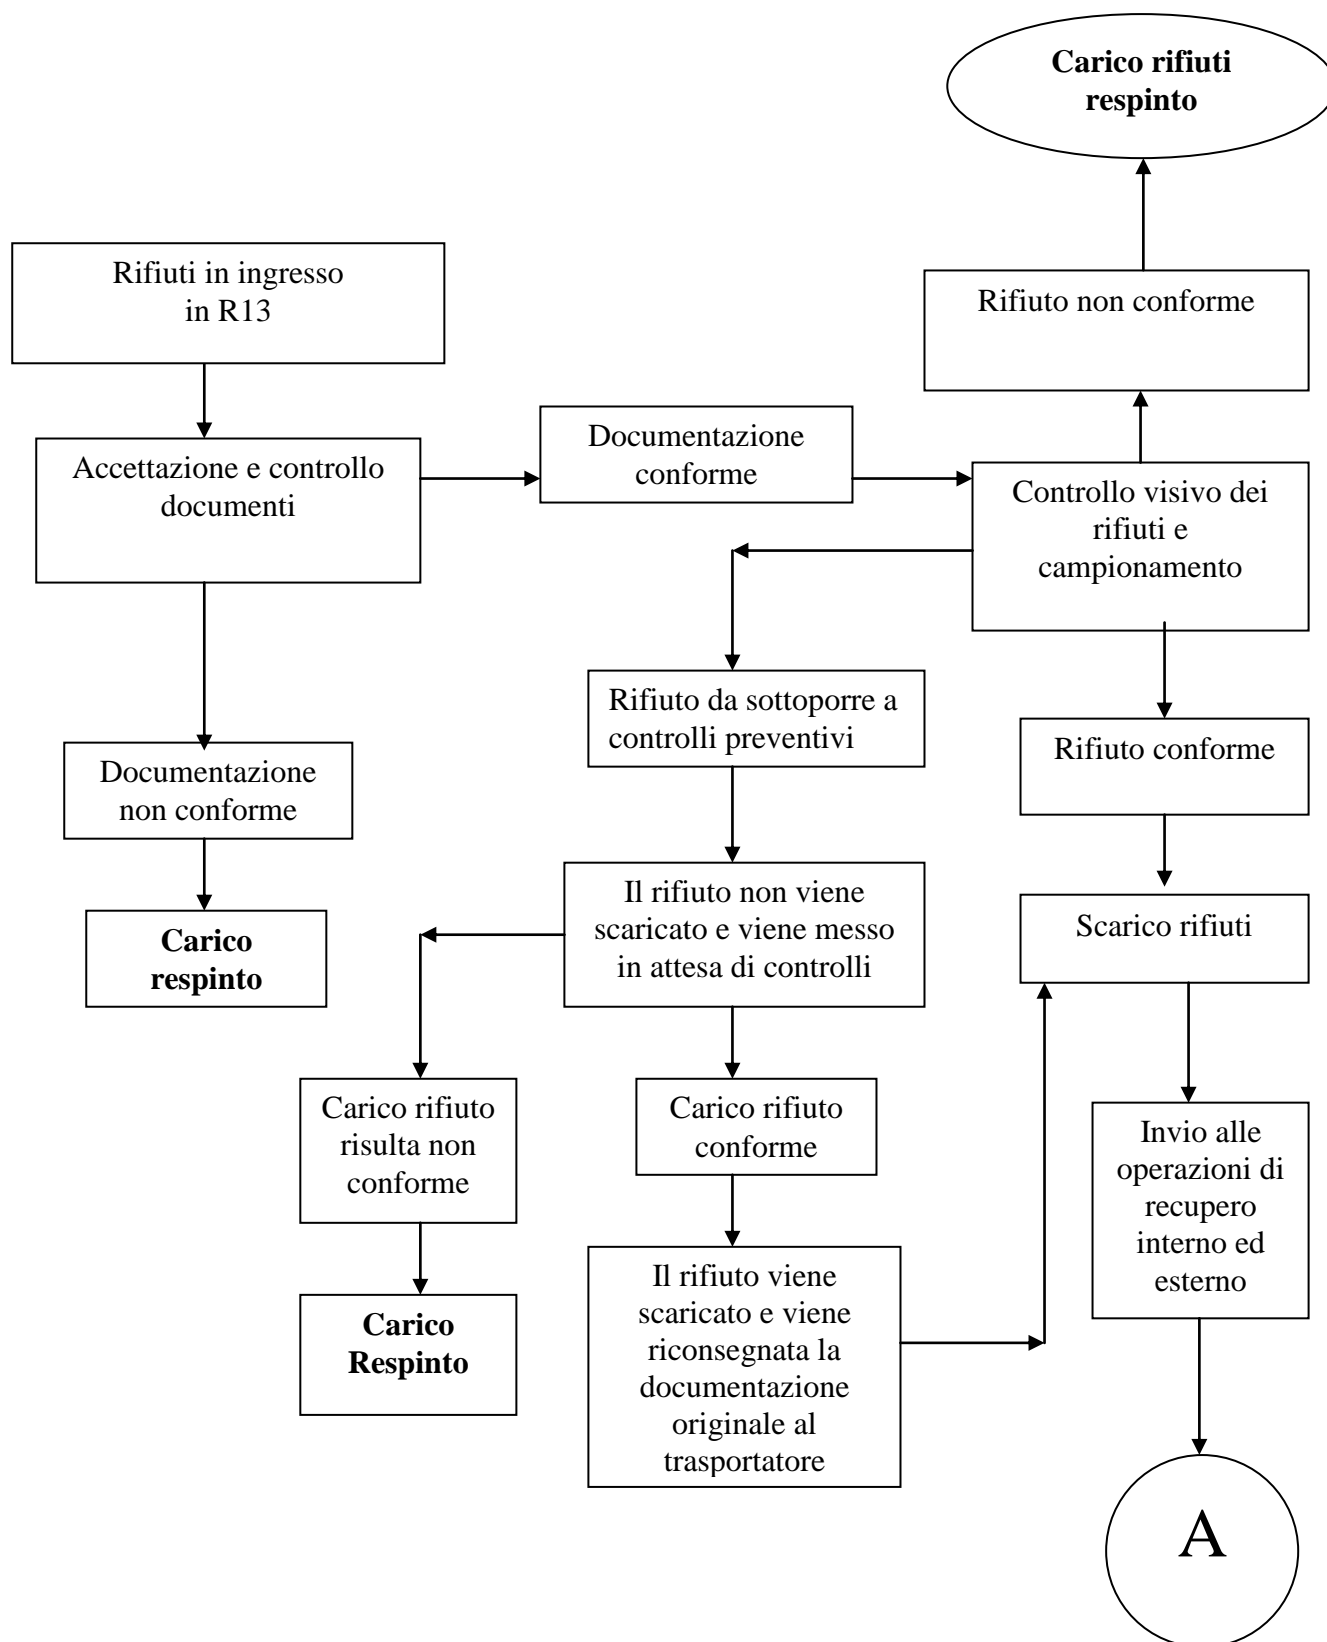 Carico rifiuti
respinto
Rifiuti in ingresso
in R13
Rifiuto non conforme
Documentazione
conforme
Accettazione e controllo
documenti
Controllo visivo dei
rifiuti e
campionamento
Rifiuto da sottoporre a
controlli preventivi
Rifiuto conforme
Documentazione
non conforme
Il rifiuto non viene
scaricato e viene messo
in attesa di controlli
Scarico rifiuti
Carico
respinto
Carico rifiuto
risulta non
conforme
Carico rifiuto
conforme
Invio alle
operazioni di
recupero
interno ed
esterno
Il rifiuto viene
scaricato e viene
riconsegnata la
documentazione
originale al
trasportatore
Carico
Respinto
A